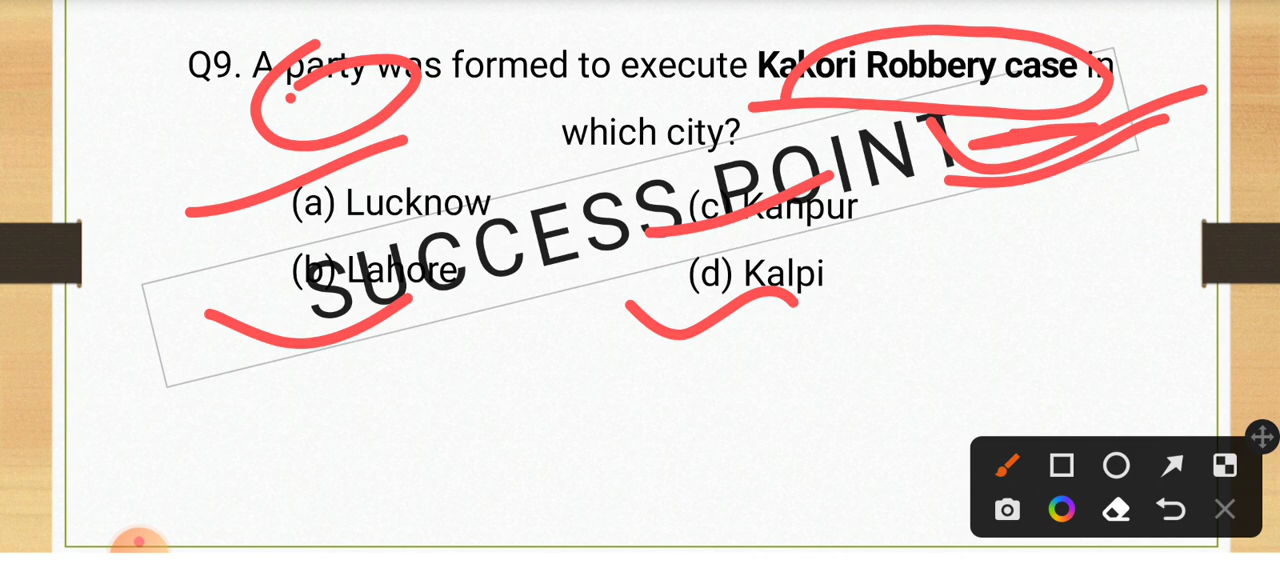 Q9. A party was formed to execute Kakori Robbery case in
which city?
(a) Lucknow
(c) Kanpur
(b) Lahore
(d) Kalpi
SUCCESS POINT